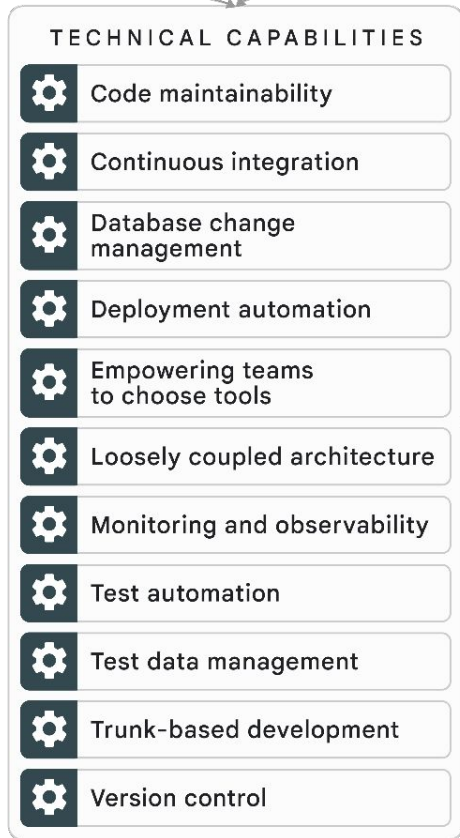 TECHNICAL CAPABILITIES
Code maintainability
Continuous integration
Database change
management
Deployment automation
Empowering teams
to choose tools
Loosely coupled architecture
Monitoring and observability
Test automation
Test data management
Trunk-based development
Version control